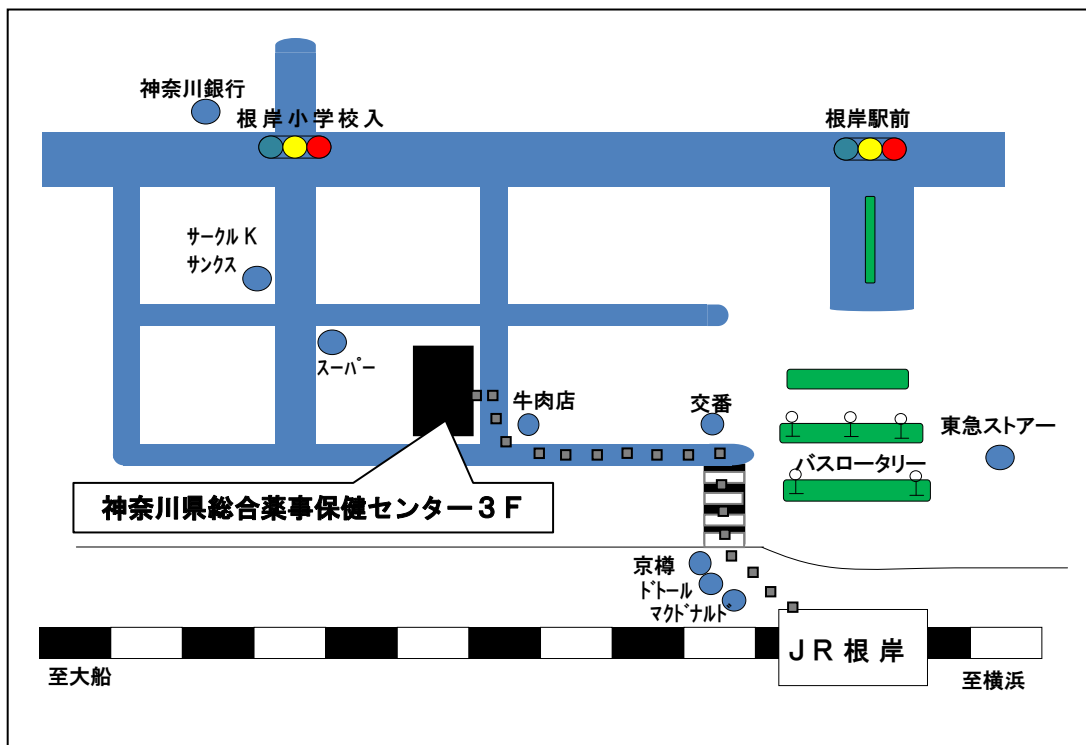 神奈川銀行
根岸小学校入
根岸駅前
サークルK
サンクス
スーパー
牛肉店
交番
東急ストアー
バスロータリー
神奈川県総合薬事保健センター3F
京樽
ドトール
マクドナルド
JR根岸
至大船
至横浜